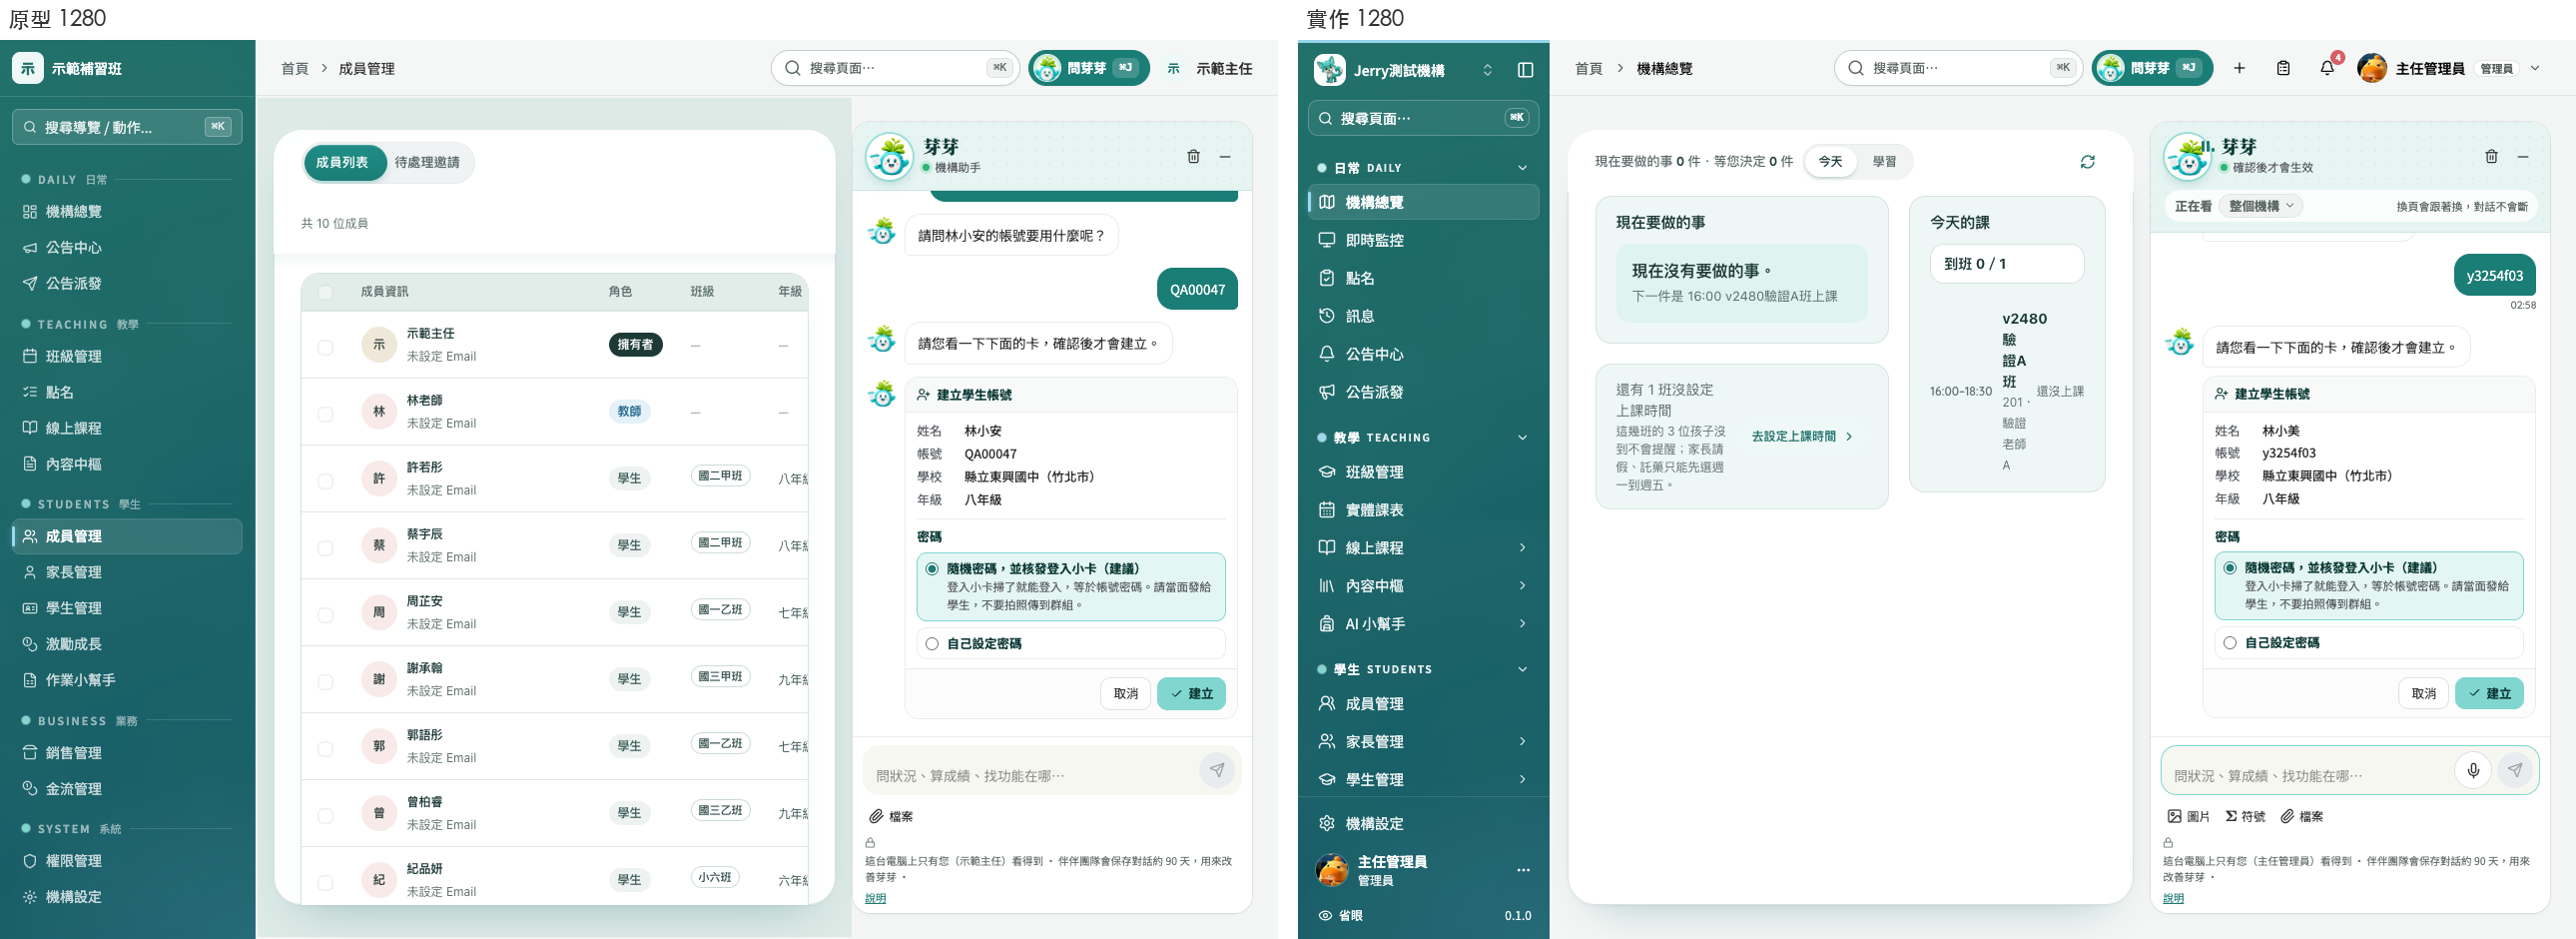 原型 1280
示 示範補習班
搜尋導覽 / 動作... ⌘K
DAILY 日常
機構總覽
公告中心
公告派發
TEACHING 教學
班級管理
點名
線上課程
內容中樞
STUDENTS 學生
成員管理
家長管理
學生管理
激勵成長
作業小幫手
BUSINESS 業務
銷售管理
金流管理
SYSTEM 系統
權限管理
機構設定
首頁 > 成員管理
搜尋頁面… ⌘K
問芽芽 ⌘J
示 示範主任
成員列表 待處理邀請
共 10 位成員
成員資訊 角色 班級 年級
示 示範主任 擁有者 — —
未設定 Email
林 林老師 教師 — —
未設定 Email
許 許若彤 學生 國二甲班 八年級
未設定 Email
蔡 蔡宇辰 學生 國二甲班 八年級
未設定 Email
周 周芷安 學生 國一乙班 七年級
未設定 Email
謝 謝承翰 學生 國三甲班 九年級
未設定 Email
郭 郭語彤 學生 國一乙班 七年級
未設定 Email
曾 曾柏睿 學生 國三乙班 九年級
未設定 Email
紀 紀品妍 學生 小六班 六年級
未設定 Email
芽芽
機構助手
請問林小安的帳號要用什麼呢？
QA00047
請您看一下下面的卡，確認後才會建立。
建立學生帳號
姓名 林小安
帳號 QA00047
學校 縣立東興國中（竹北市）
年級 八年級
密碼
隨機密碼，並核發登入小卡（建議）
登入小卡掃了就能登入，等於帳號密碼。請當面發給
學生，不要拍照傳到群組。
自己設定密碼
取消 建立
問狀況、算成績、找功能在哪…
檔案
這台電腦上只有您（示範主任）看得到 · 伴伴團隊會保存對話約 90 天，用來改
善芽芽 ·
說明
實作 1280
Jerry測試機構
搜尋頁面… ⌘K
日常 DAILY
機構總覽
即時監控
點名
訊息
公告中心
公告派發
教學 TEACHING
班級管理
實體課表
線上課程
內容中樞
AI 小幫手
學生 STUDENTS
成員管理
家長管理
學生管理
機構設定
主任管理員
管理員
省眼 0.1.0
首頁 > 機構總覽
搜尋頁面… ⌘K
問芽芽 ⌘J
4
主任管理員 管理員
現在要做的事 0 件 · 等您決定 0 件 今天 學習
現在要做的事
現在沒有要做的事。
下一件是 16:00 v2480驗證A班上課
還有 1 班沒設定
上課時間
這幾班的 3 位孩子沒
到不會提醒；家長請
假、託藥只能先選週
一到週五。
去設定上課時間
今天的課
到班 0 / 1
16:00–18:30
v2480
驗
證A
班
201 ·
驗證
老師
A
還沒上課
芽芽
確認後才會生效
正在看 整個機構 換頁會跟著換，對話不會斷
y3254f03
02:58
請您看一下下面的卡，確認後才會建立。
建立學生帳號
姓名 林小美
帳號 y3254f03
學校 縣立東興國中（竹北市）
年級 八年級
密碼
隨機密碼，並核發登入小卡（建議）
登入小卡掃了就能登入，等於帳號密碼。請當面發給
學生，不要拍照傳到群組。
自己設定密碼
取消 建立
問狀況、算成績、找功能在哪…
圖片 符號 檔案
這台電腦上只有您（主任管理員）看得到 · 伴伴團隊會保存對話約 90 天，用來
改善芽芽 ·
說明